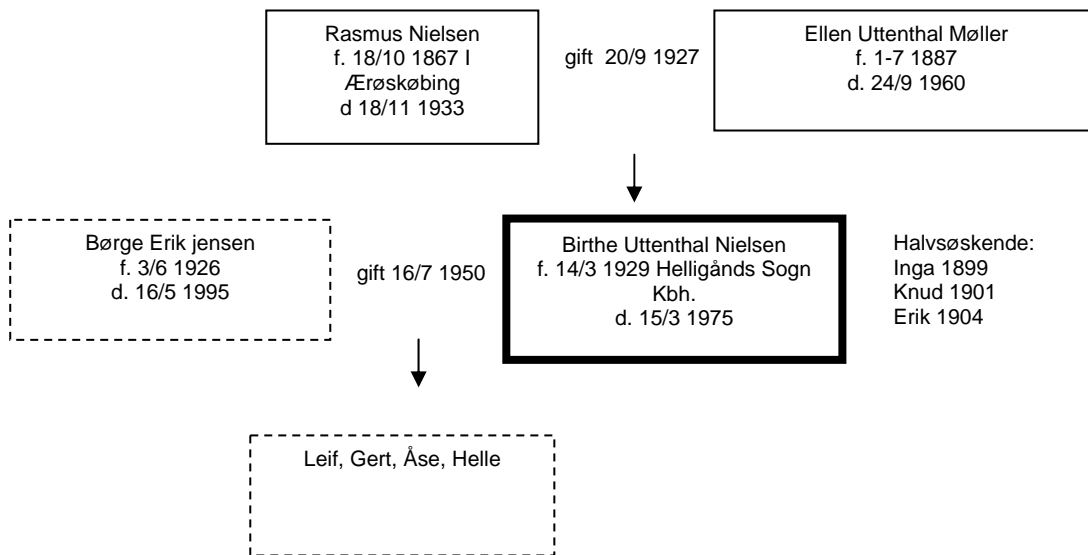 Rasmus Nielsen
f. 18/10 1867 I
Ærøskøbing
d 18/11 1933
gift 20/9 1927
Ellen Uttenthal Møller
f. 1-7 1887
d. 24/9 1960
Børge Erik jensen
f. 3/6 1926
d. 16/5 1995
gift 16/7 1950
Birthe Uttenthal Nielsen
f. 14/3 1929 Helligånds Sogn
Kbh.
d. 15/3 1975
Halvsøskende:
Inga 1899
Knud 1901
Erik 1904
Leif, Gert, Åse, Helle